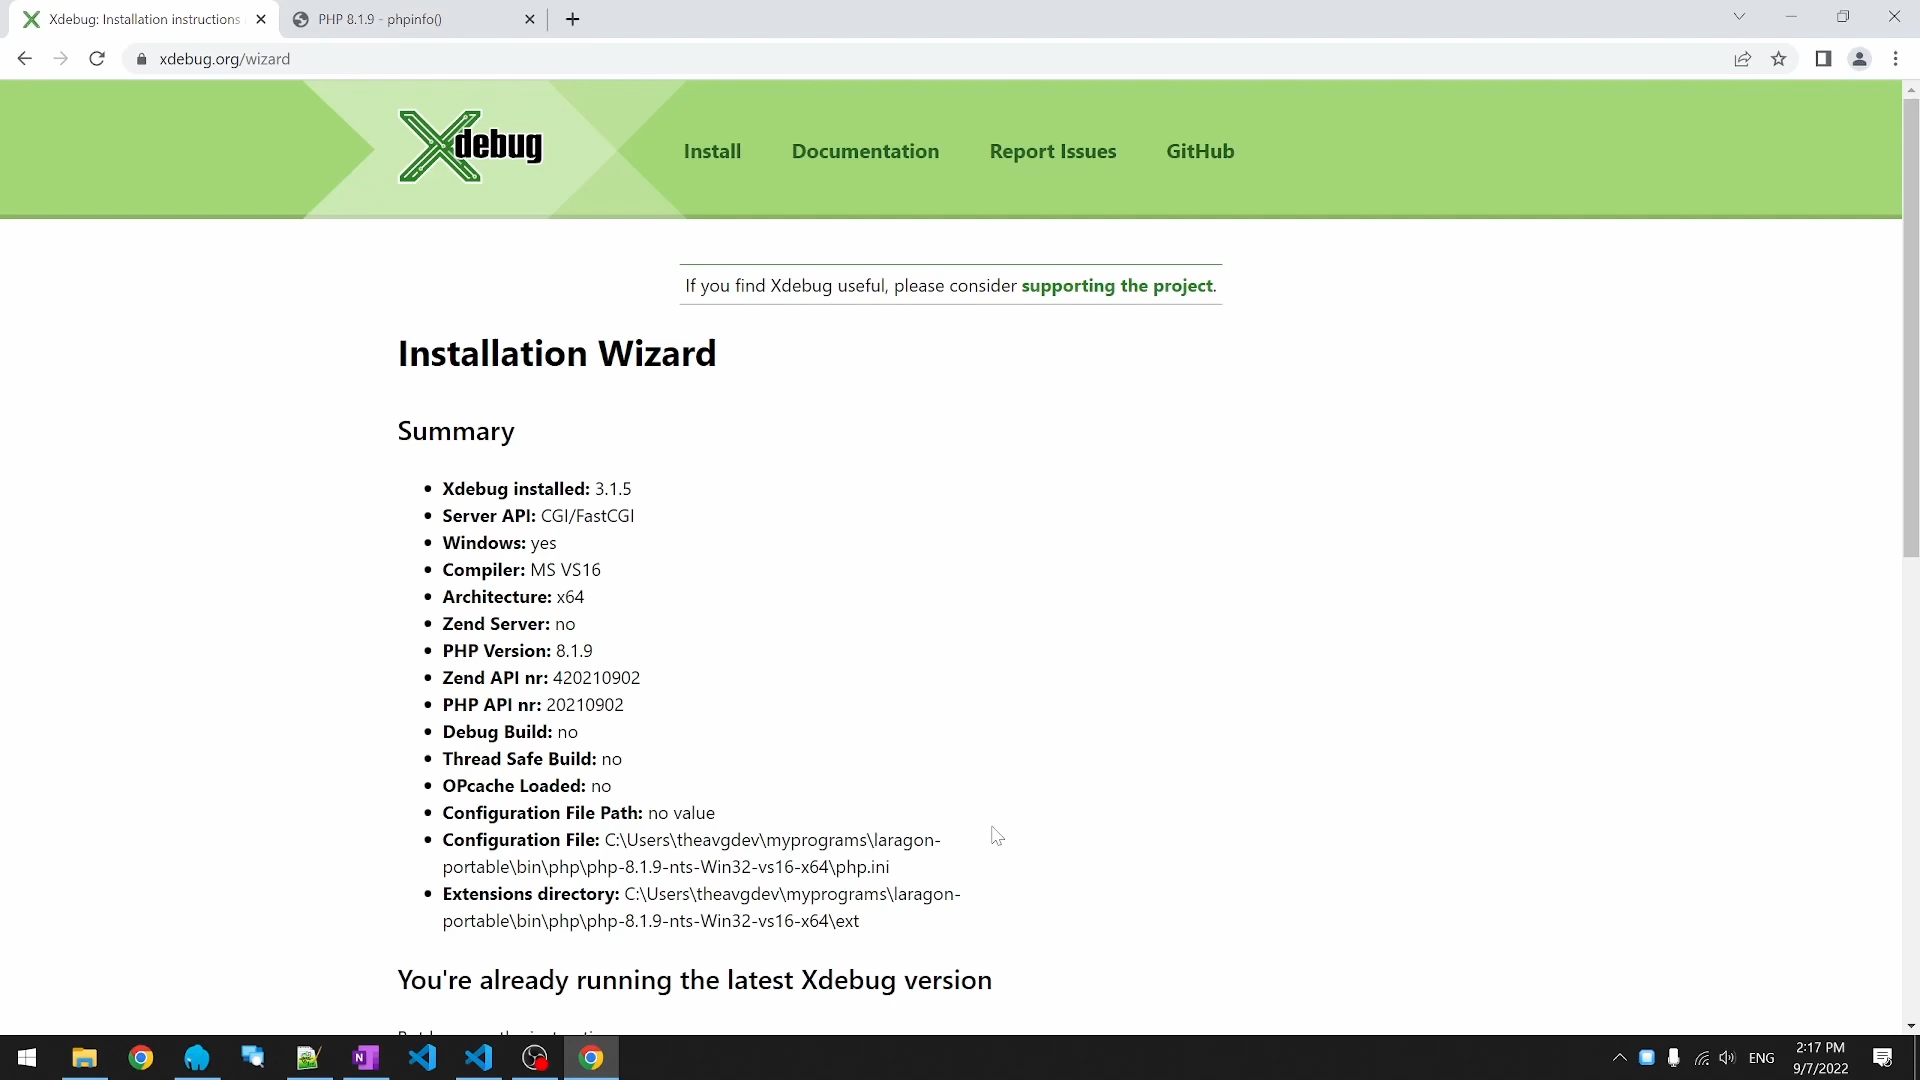 Xdebug: Installation instructions
PHP 8.1.9 - phpinfo()
xdebug.org/wizard
Xdebug
Install
Documentation
Report Issues
GitHub
If you find Xdebug useful, please consider supporting the project.
Installation Wizard
Summary
Xdebug installed: 3.1.5
Server API: CGI/FastCGI
Windows: yes
Compiler: MS VS16
Architecture: x64
Zend Server: no
PHP Version: 8.1.9
Zend API nr: 420210902
PHP API nr: 20210902
Debug Build: no
Thread Safe Build: no
OPcache Loaded: no
Configuration File Path: no value
Configuration File: C:\Users\theavgdev\myprograms\laragon-
portable\bin\php\php-8.1.9-nts-Win32-vs16-x64\php.ini
Extensions directory: C:\Users\theavgdev\myprograms\laragon-
portable\bin\php\php-8.1.9-nts-Win32-vs16-x64\ext
You're already running the latest Xdebug version
ENG
2:17 PM
9/7/2022